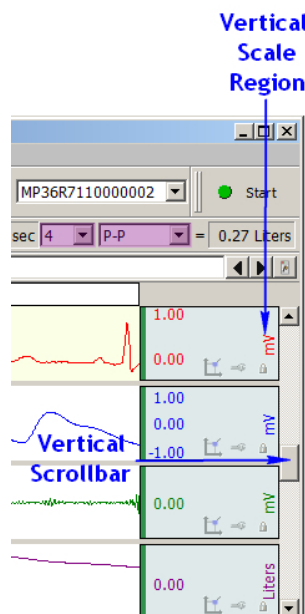 Vertical
Scale
Region
MP36R7110000002
Start
sec 4 P-P = 0.27 Liters
1.00
0.00
mV
1.00
0.00
-1.00
mV
Vertical
Scrollbar
0.00
mV
0.00
Liters